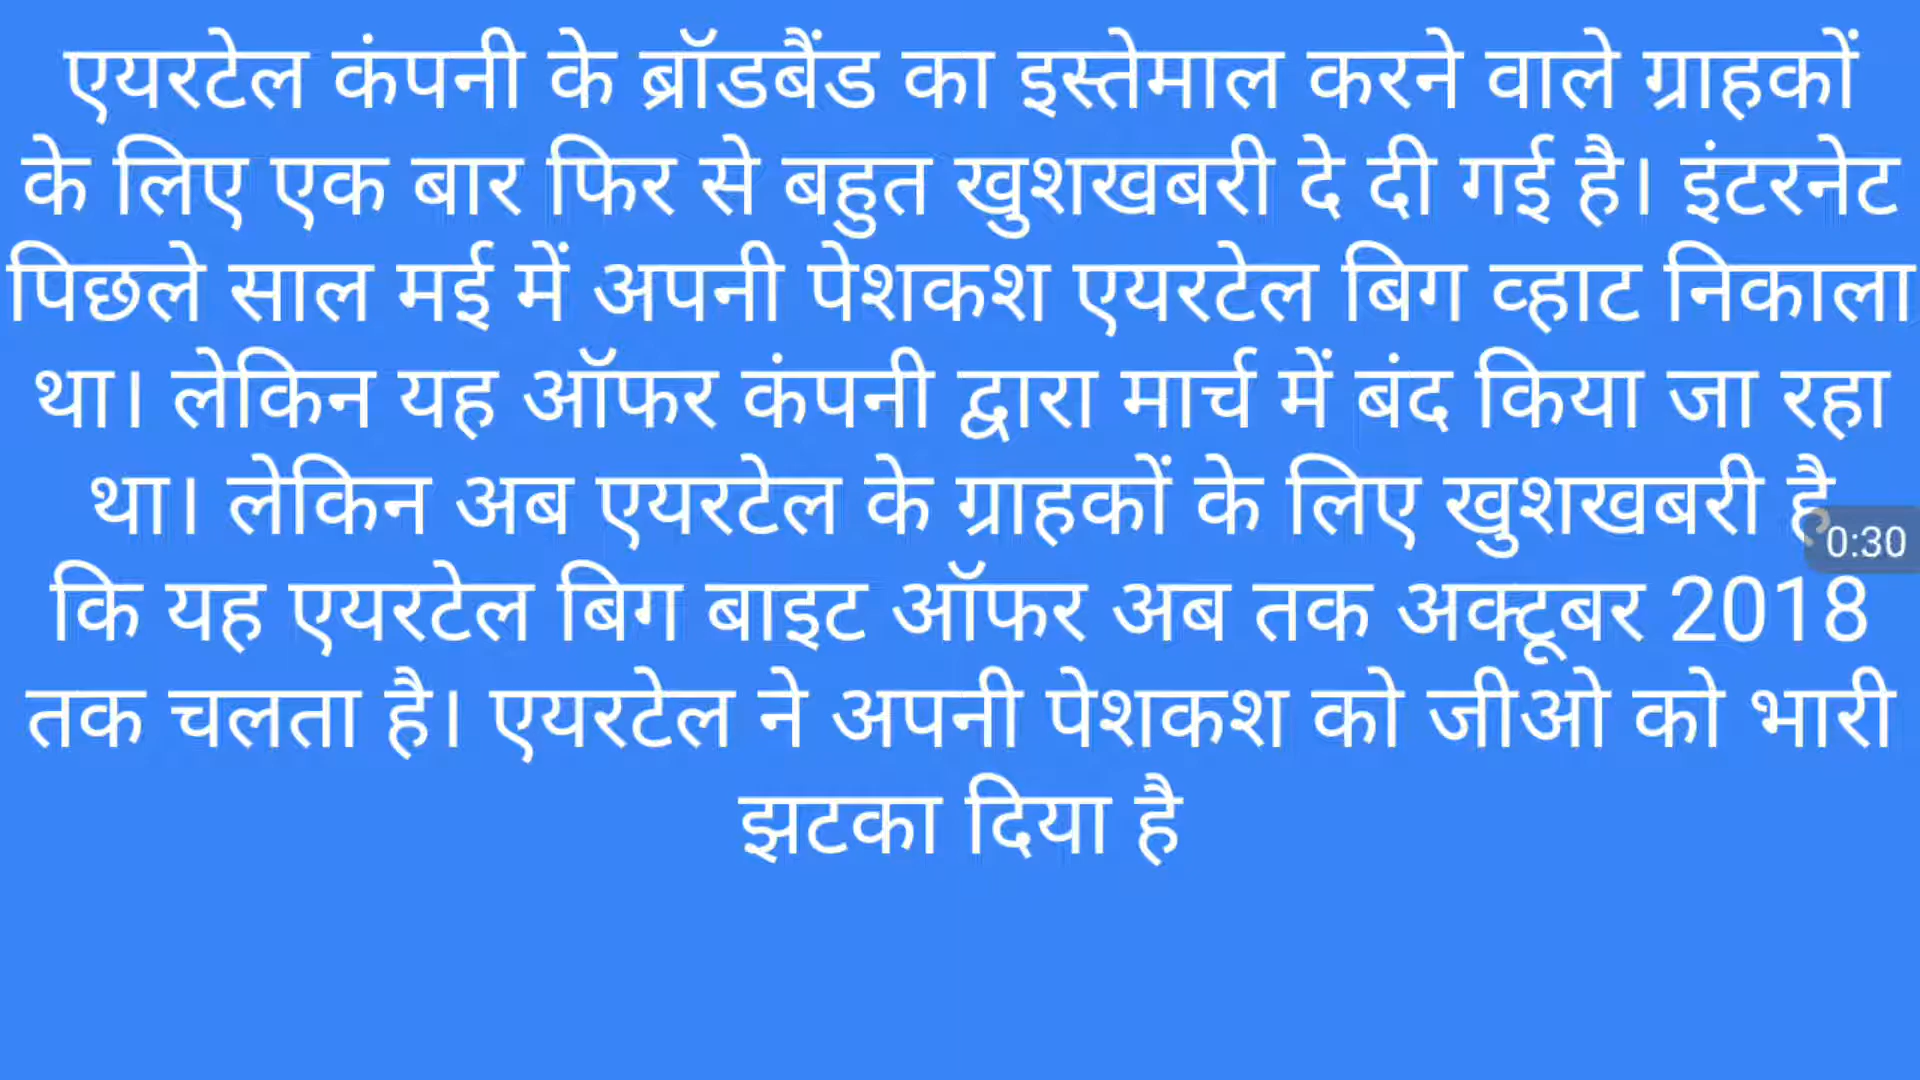 एयरटेल कंपनी के ब्रॉडबैंड का इस्तेमाल करने वाले ग्राहकों
के लिए एक बार फिर से बहुत खुशखबरी दे दी गई है। इंटरनेट
पिछले साल मई में अपनी पेशकश एयरटेल बिग व्हाट निकाला
था। लेकिन यह ऑफर कंपनी द्वारा मार्च में बंद किया जा रहा
था। लेकिन अब एयरटेल के ग्राहकों के लिए खुशखबरी है
0:30
कि यह एयरटेल बिग बाइट ऑफर अब तक अक्टूबर 2018
तक चलता है। एयरटेल ने अपनी पेशकश को जीओ को भारी
झटका दिया है